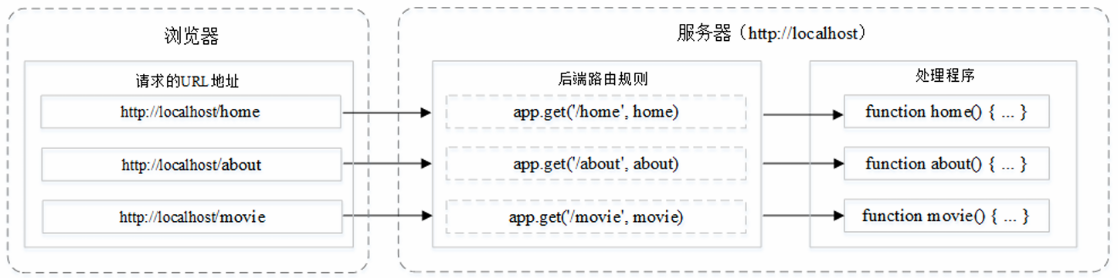 浏览器
服务器（http://localhost）
请求的URL地址
后端路由规则
处理程序
http://localhost/home
app.get('/home', home)
function home() { ... }
http://localhost/about
app.get('/about', about)
function about() { ... }
http://localhost/movie
app.get('/movie', movie)
function movie() { ... }